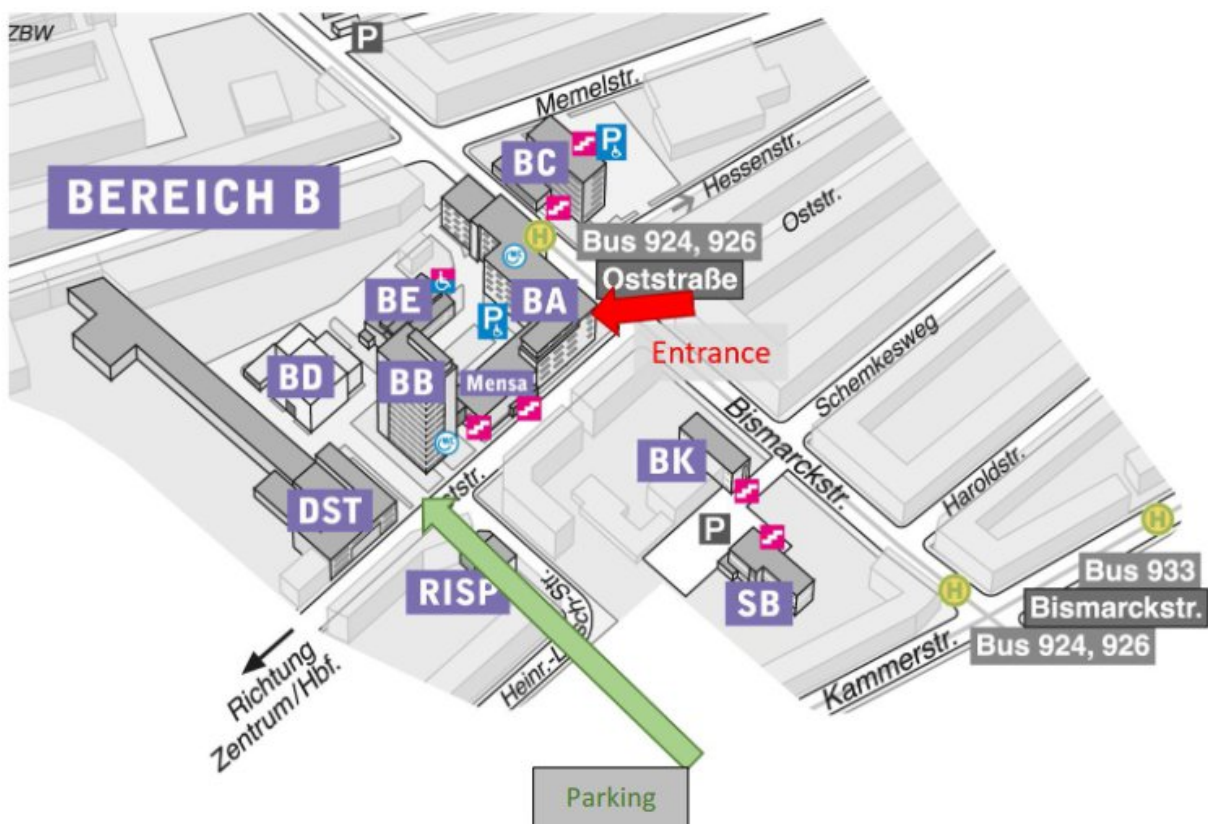 ZBW
P
Memelstr.
BC
P
BEREICH B
Hessenstr.
Oststr.
H
Bus 924, 926
Oststraße
BE
BA
P
Entrance
BD
BB
Mensa
Schemkesweg
Bismarckstr.
BK
Haroldstr.
DST
P
H
RISP
SB
Bus 933
H
Bismarckstr.
Bus 924, 926
Kammerstr.
Richtung
Zentrum/Hbf.
Parking